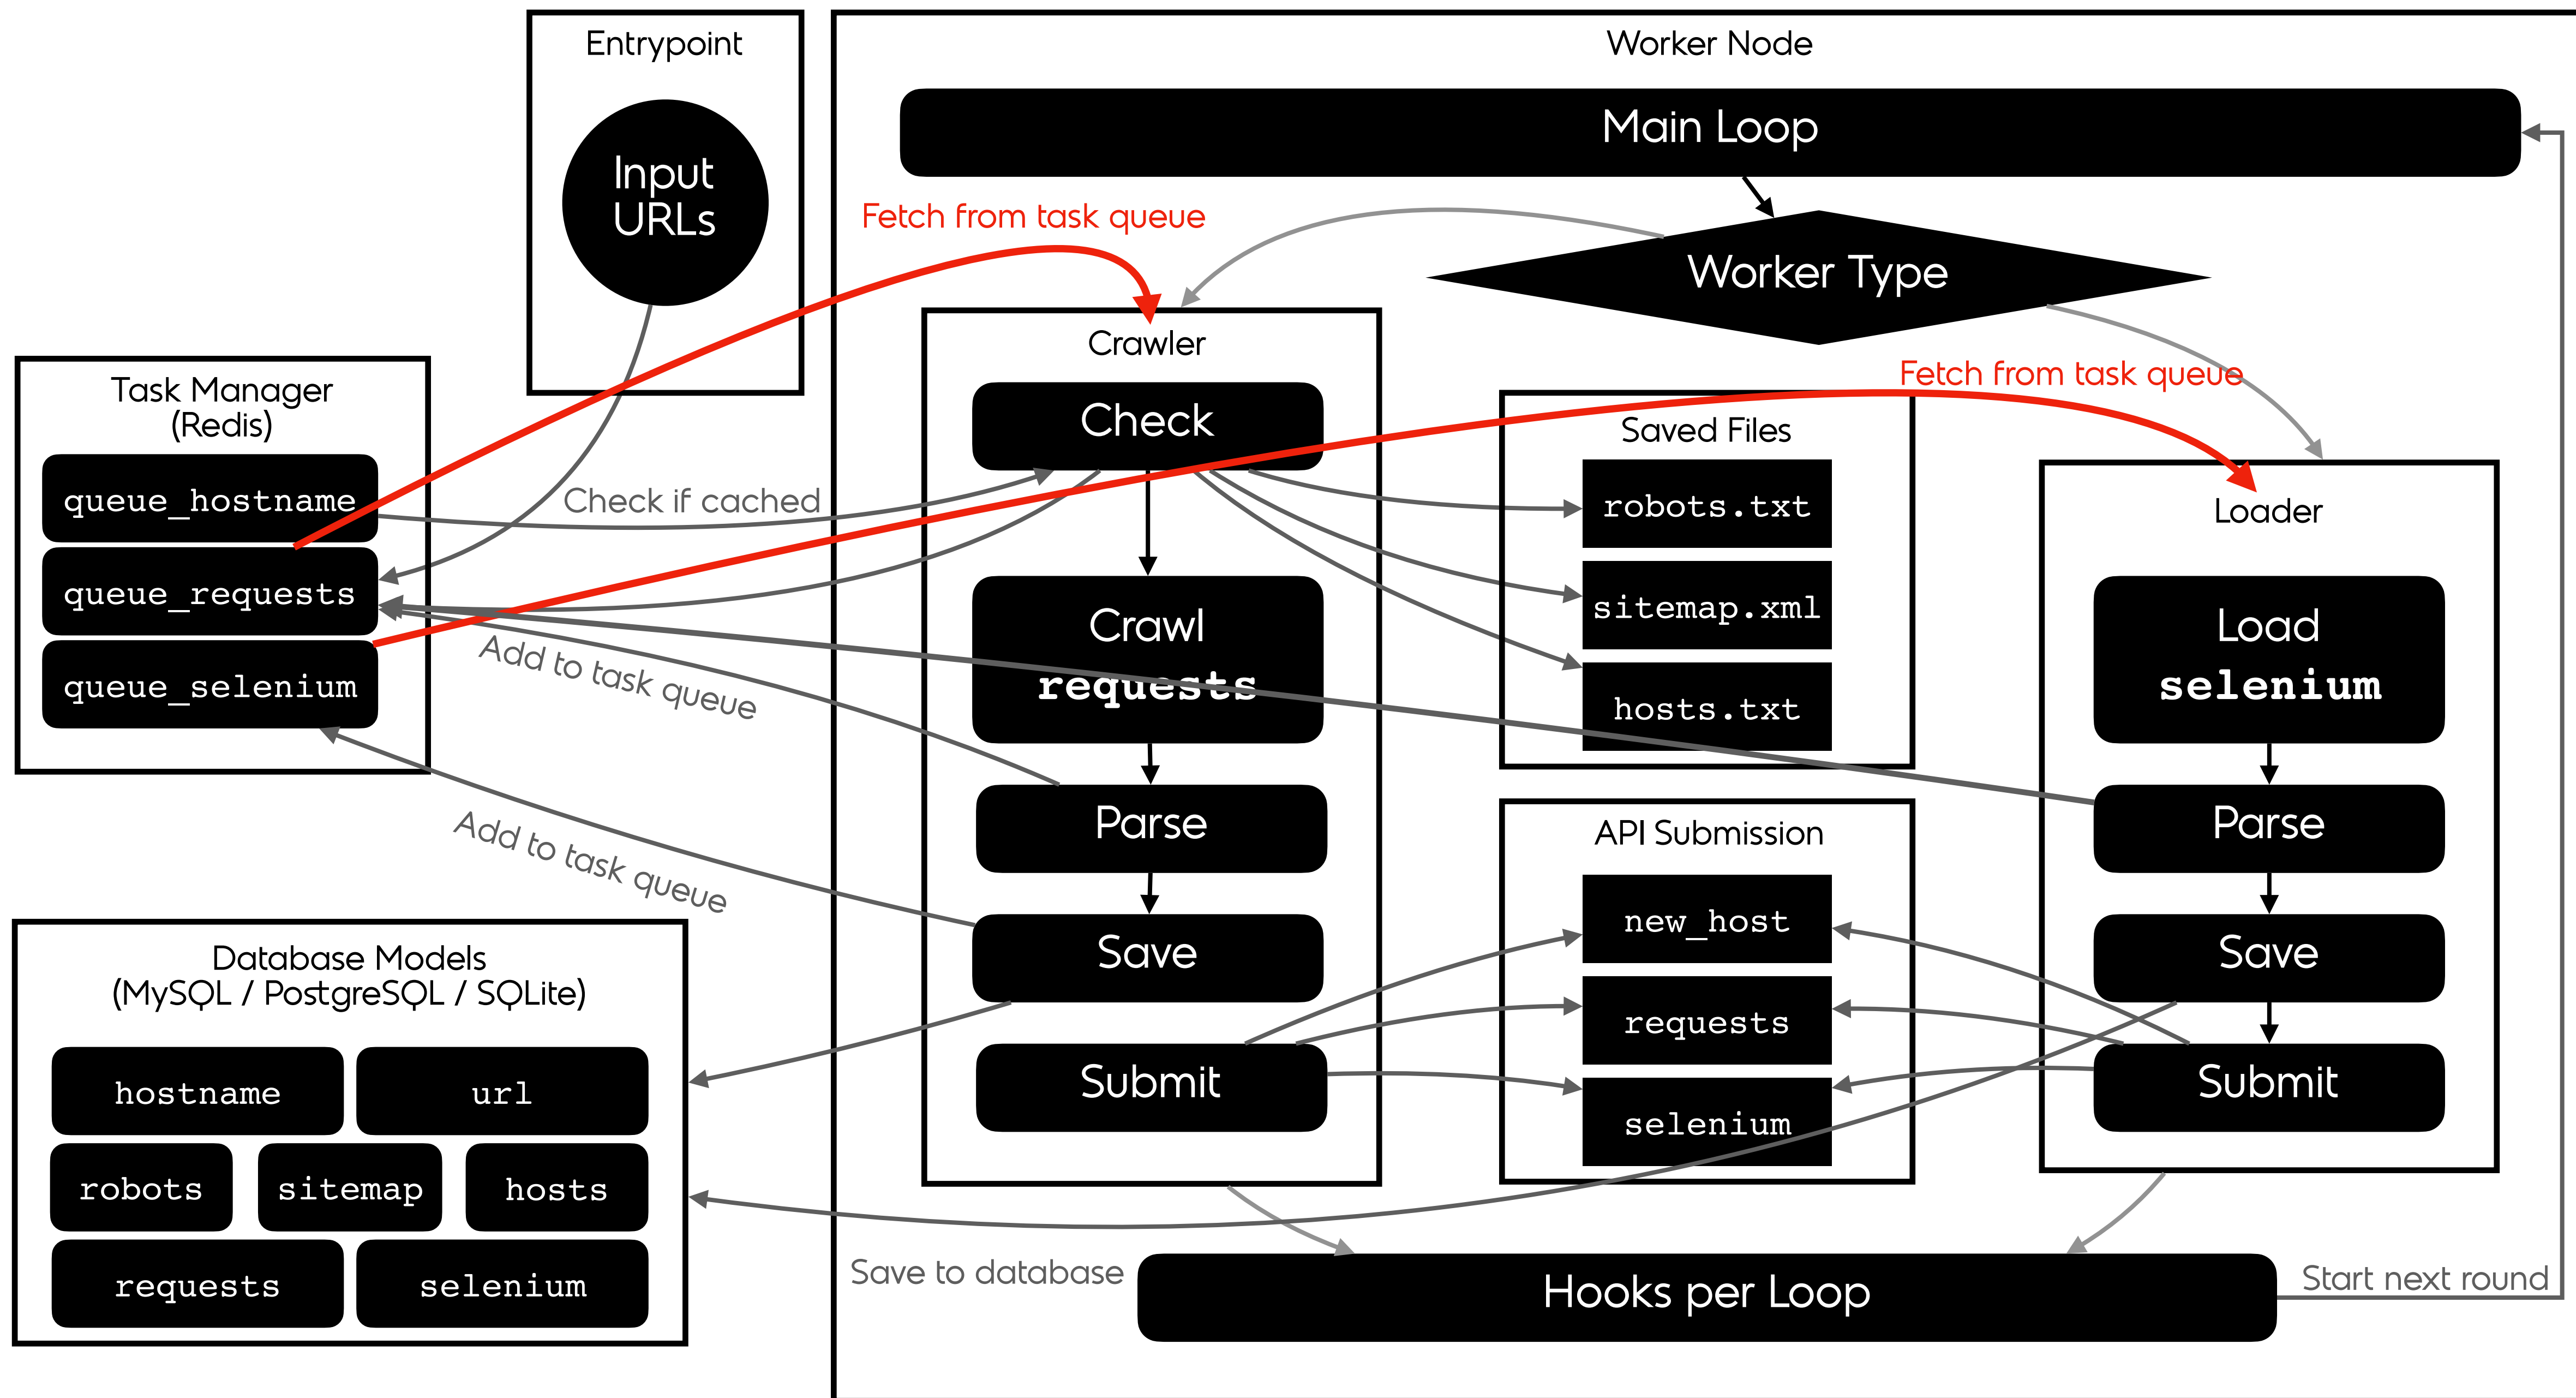 Entrypoint
Input
URLs
Worker Node
Main Loop
Worker Type
Fetch from task queue
Fetch from task queue
Task Manager
(Redis)
queue_hostname
queue_requests
queue_selenium
Check if cached
Add to task queue
Add to task queue
Crawler
Check
Crawl
requests
Parse
Save
Submit
Saved Files
robots.txt
sitemap.xml
hosts.txt
API Submission
new_host
requests
selenium
Loader
Load
selenium
Parse
Save
Submit
Database Models
(MySQL / PostgreSQL / SQLite)
hostname
url
robots
sitemap
hosts
requests
selenium
Save to database
Hooks per Loop
Start next round